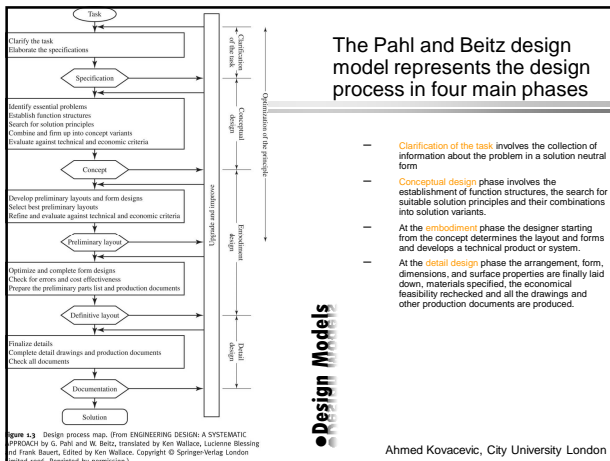 Task
Clarify the task
Elaborate the specifications
Specification
Identify essential problems
Establish function structures
Search for solution principles
Combine and firm up into concept variants
Evaluate against technical and economic criteria
Concept
Develop preliminary layouts and form designs
Select best preliminary layouts
Refine and evaluate against technical and economic criteria
Preliminary layout
Optimize and complete form designs
Check for errors and cost effectiveness
Prepare the preliminary parts list and production documents
Definitive layout
Finalize details
Complete detail drawings and production documents
Check all documents
Documentation
Solution
Upgrade and improve
Clarification
of the task
Conceptual
design
Embodiment
design
Detail
design
Optimization of the principle
Figure 1.3 Design process map. (From ENGINEERING DESIGN: A SYSTEMATIC
APPROACH by G. Pahl and W. Beitz, translated by Ken Wallace, Lucienne Blessing
and Frank Bauert, Edited by Ken Wallace. Copyright © Springer-Verlag London
Limited. Reprinted by permission.)
The Pahl and Beitz design
model represents the design
process in four main phases
– Clarification of the task involves the collection of
information about the problem in a solution neutral
form
– Conceptual design phase involves the
establishment of function structures, the search for
suitable solution principles and their combinations
into solution variants.
– At the embodiment phase the designer starting
from the concept determines the layout and forms
and develops a technical product or system.
– At the detail design phase the arrangement, form,
dimensions, and surface properties are finally laid
down, materials specified, the economical
feasibility rechecked and all the drawings and
other production documents are produced.
•Design Models
Ahmed Kovacevic, City University London